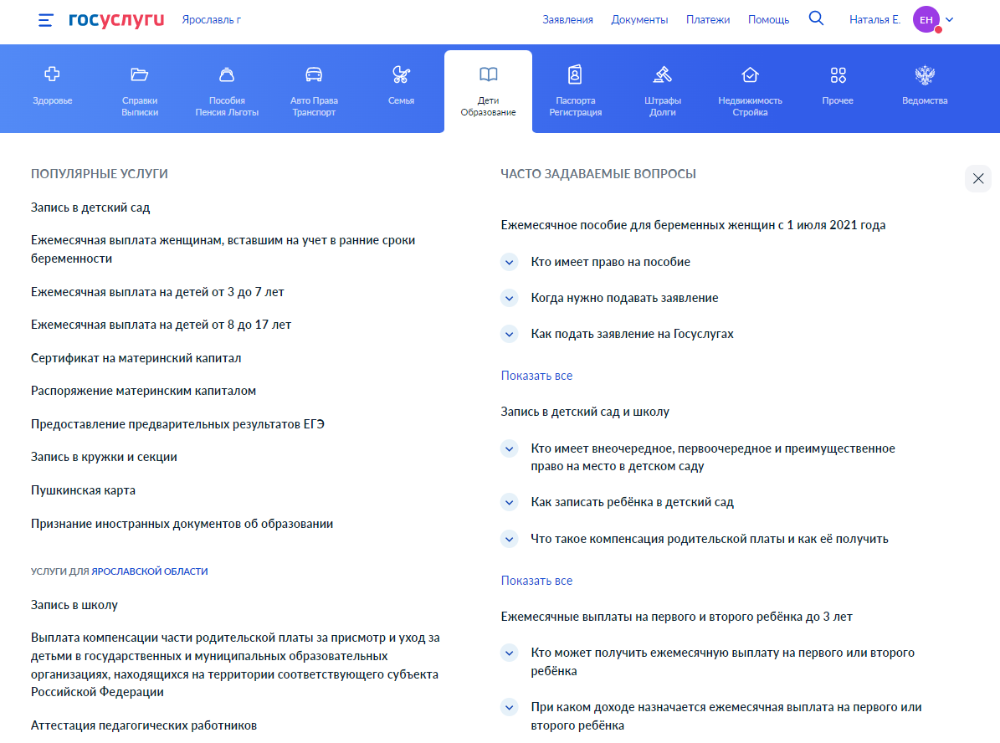 госуслуги
Ярославль г
Заявления
Документы
Платежи
Помощь
Наталья Е.
ЕН
Здоровье
Справки
Выписки
Пособия
Пенсия Льготы
Авто Права
Транспорт
Семья
Дети
Образование
Паспорта
Регистрация
Штрафы
Долги
Недвижимость
Стройка
Прочее
Ведомства
ПОПУЛЯРНЫЕ УСЛУГИ
Запись в детский сад
Ежемесячная выплата женщинам, вставшим на учет в ранние сроки
беременности
Ежемесячная выплата на детей от 3 до 7 лет
Ежемесячная выплата на детей от 8 до 17 лет
Сертификат на материнский капитал
Распоряжение материнским капиталом
Предоставление предварительных результатов ЕГЭ
Запись в кружки и секции
Пушкинская карта
Признание иностранных документов об образовании
УСЛУГИ ДЛЯ ЯРОСЛАВСКОЙ ОБЛАСТИ
Запись в школу
Выплата компенсации части родительской платы за присмотр и уход за
детьми в государственных и муниципальных образовательных
организациях, находящихся на территории соответствующего субъекта
Российской Федерации
Аттестация педагогических работников
ЧАСТО ЗАДАВАЕМЫЕ ВОПРОСЫ
Ежемесячное пособие для беременных женщин с 1 июля 2021 года
Кто имеет право на пособие
Когда нужно подавать заявление
Как подать заявление на Госуслугах
Показать все
Запись в детский сад и школу
Кто имеет внеочередное, первоочередное и преимущественное
право на место в детском саду
Как записать ребёнка в детский сад
Что такое компенсация родительской платы и как её получить
Показать все
Ежемесячные выплаты на первого и второго ребёнка до 3 лет
Кто может получить ежемесячную выплату на первого или второго
ребёнка
При каком доходе назначается ежемесячная выплата на первого или
второго ребёнка